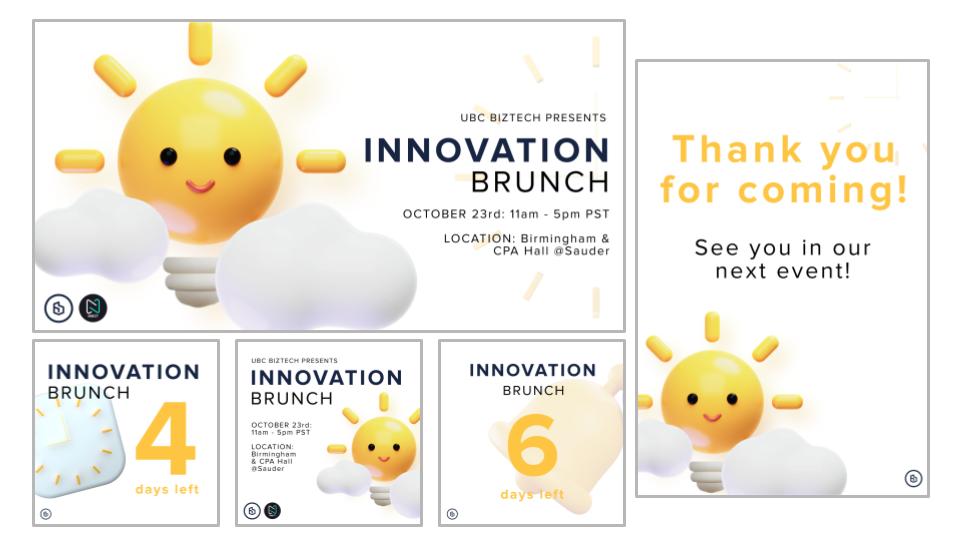 UBC BIZTECH PRESENTS
INNOVATION
BRUNCH
OCTOBER 23rd: 11am - 5pm PST
LOCATION: Birmingham &
CPA Hall @Sauder
Thank you
for coming!
See you in our
next event!
INNOVATION
BRUNCH
4
days left
UBC BIZTECH PRESENTS
INNOVATION
BRUNCH
OCTOBER 23rd:
11am - 5pm PST
LOCATION:
Birmingham
& CPA Hall
@Sauder
INNOVATION
BRUNCH
6
days left